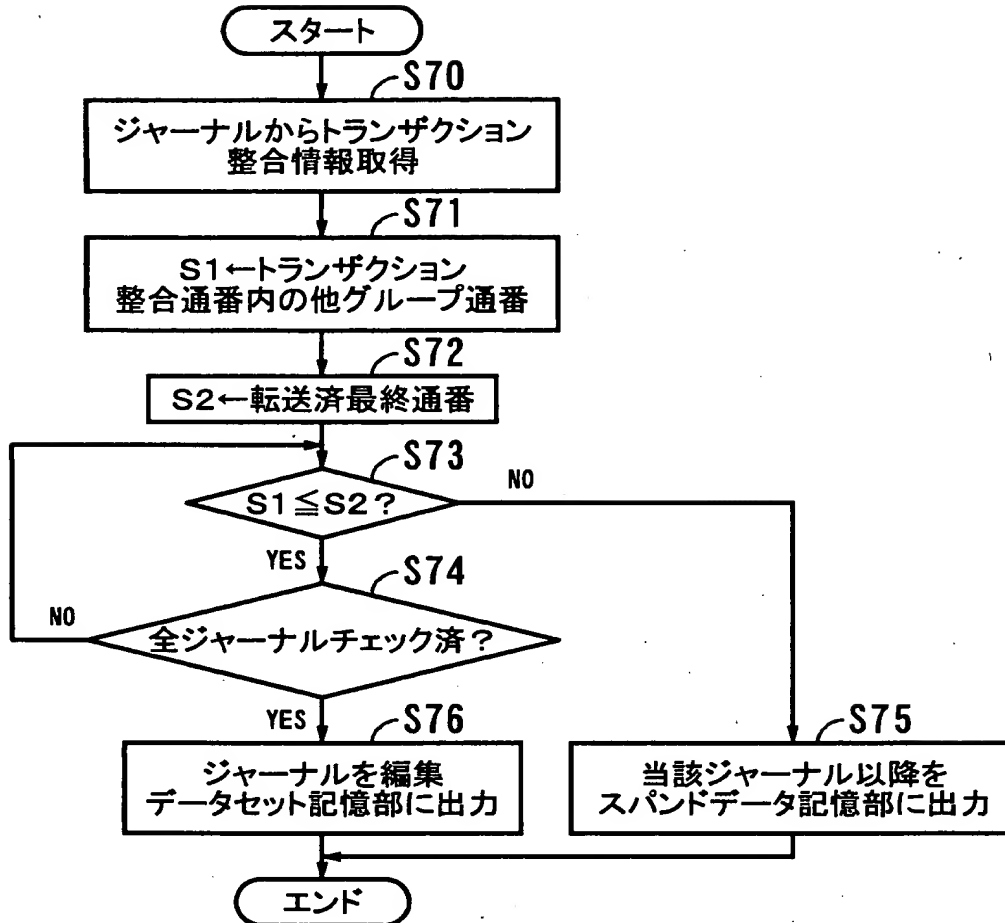 スタート
S70
ジャーナルからトランザクション
整合情報取得
S71
S1←トランザクション
整合通番内の他グループ通番
S72
S2←転送済最終通番
S73
S1≦S2?
NO
YES
S74
NO
全ジャーナルチェック済?
YES
S76
ジャーナルを編集
データセット記憶部に出力
S75
当該ジャーナル以降を
スパンドデータ記憶部に出力
エンド